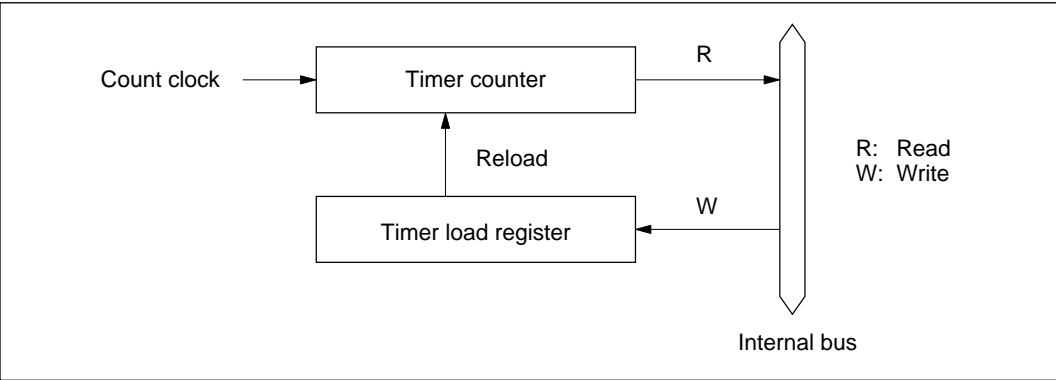 R
Count clock
Timer counter
R: Read
Reload
W: Write
W
Timer load register
Internal bus